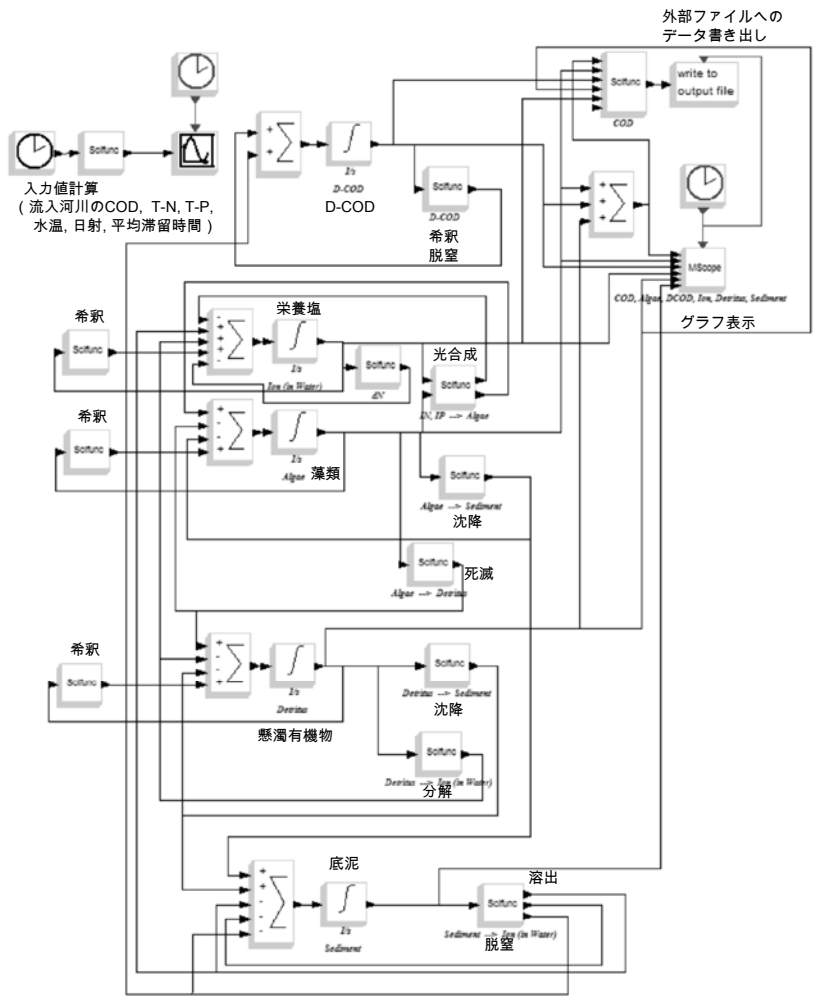 外部ファイルへの
データ書き出し
Scifunc
COD
write to
output file
Scifunc
入力値計算
( 流入河川のCOD, T-N, T-P,
水温, 日射, 平均滞留時間 )
1/s
D-COD
D-COD
Scifunc
D-COD
希釈
脱窒
MScope
COD, Algae, DCOD, Ion, Detritus, Sediment
グラフ表示
希釈
Scifunc
栄養塩
1/s
Ion (in Water)
Scifunc
dN
光合成
Scifunc
IN, IP --> Algae
希釈
Scifunc
1/s
Algae
藻類
Scifunc
Algae --> Sediment
沈降
Scifunc
Algae --> Detritus
死滅
希釈
Scifunc
1/s
Detritus
懸濁有機物
Scifunc
Detritus --> Sediment
沈降
Scifunc
Detritus --> Ion (in Water)
分解
底泥
1/s
Sediment
溶出
Scifunc
Sediment --> Ion (in Water)
脱窒